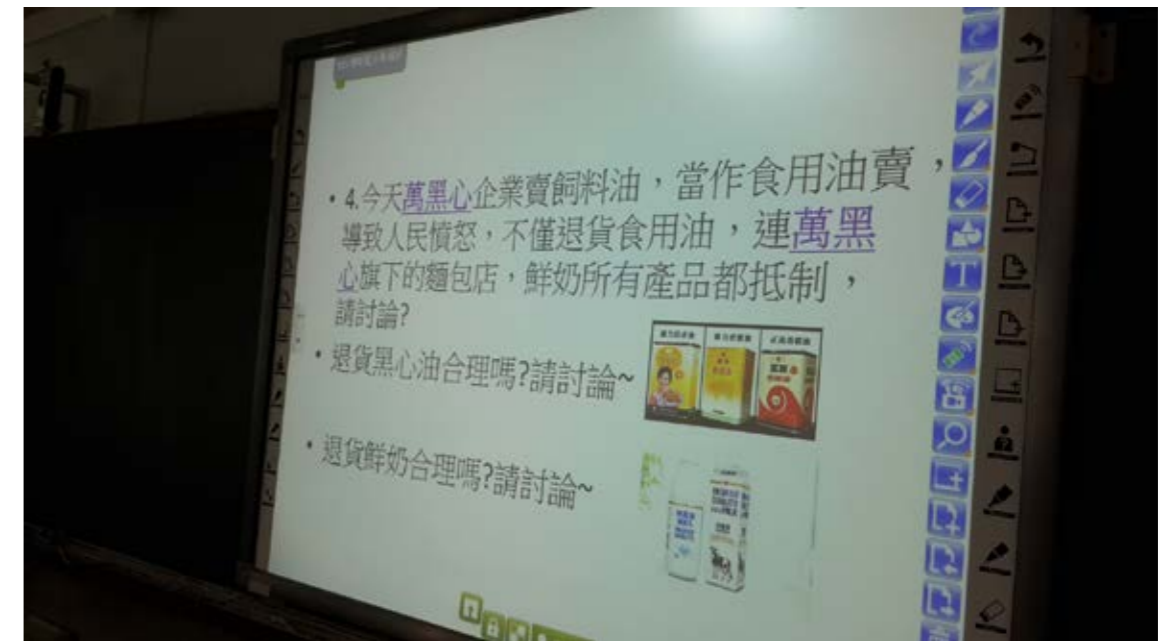 • 4.今天萬黑心企業賣飼料油，當作食用油賣，
導致人民憤怒，不僅退貨食用油，連萬黑
心旗下的麵包店，鮮奶所有產品都抵制，
請討論?
• 退貨黑心油合理嗎?請討論~
• 退貨鮮奶合理嗎?請討論~
T